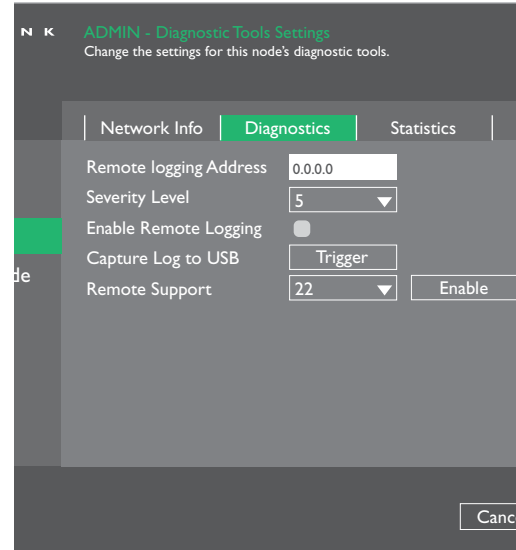 N K
ADMIN - Diagnostic Tools Settings
Change the settings for this node's diagnostic tools.
Network Info Diagnostics Statistics
Remote logging Address 0.0.0.0
Severity Level 5
Enable Remote Logging
Capture Log to USB Trigger
de
Remote Support 22 Enable
Canc